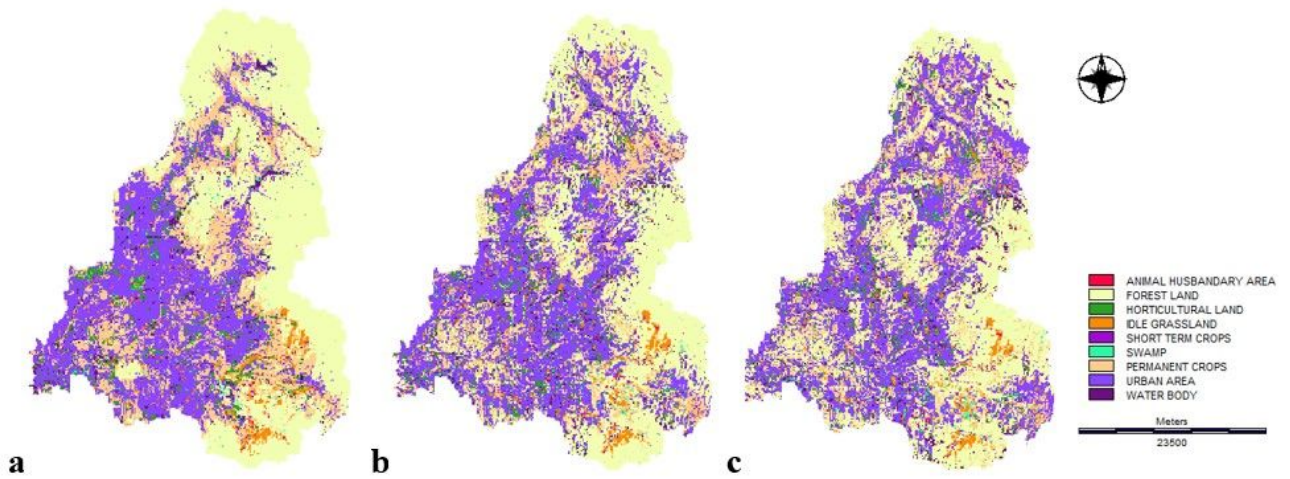 N
ANIMAL HUSBANDARY AREA
FOREST LAND
HORTICULTURAL LAND
IDLE GRASSLAND
SHORT TERM CROPS
SWAMP
PERMANENT CROPS
URBAN AREA
WATER BODY
Meters
23500
a
b
c